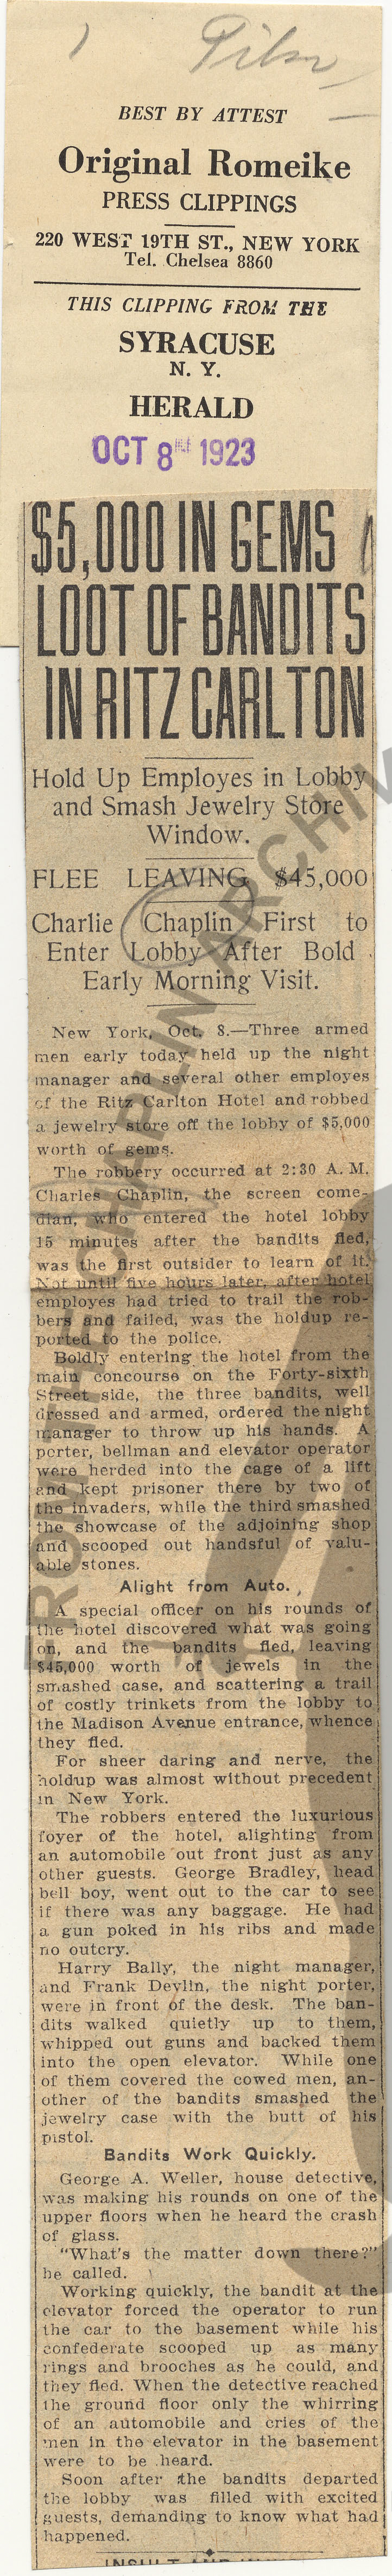 BEST BY ATTEST
Original Romeike
PRESS CLIPPINGS
220 WEST 19TH ST., NEW YORK
Tel. Chelsea 8860
THIS CLIPPING FROM THE
SYRACUSE
N. Y.
HERALD
OCT 8 1923
$5,000 IN GEMS
LOOT OF BANDITS
IN RITZ CARLTON
Hold Up Employes in Lobby
and Smash Jewelry Store
Window.
FLEE LEAVING $45,000
Charlie Chaplin First to
Enter Lobby After Bold
Early Morning Visit.
New York, Oct. 8.—Three armed
men early today held up the night
manager and several other employes
of the Ritz Carlton Hotel and robbed
a jewelry store off the lobby of $5,000
worth of gems.
The robbery occurred at 2:30 A. M.
Charles Chaplin, the screen come-
dian, who entered the hotel lobby
15 minutes after the bandits fled,
was the first outsider to learn of it.
Not until five hours later, after hotel
employes had tried to trail the rob-
bers and failed, was the holdup re-
ported to the police.
Boldly entering the hotel from the
main concourse on the Forty-sixth
Street side, the three bandits, well
dressed and armed, ordered the night
manager to throw up his hands. A
porter, bellman and elevator operator
were herded into the cage of a lift
and kept prisoner there by two of
the invaders, while the third smashed
the showcase of the adjoining shop
and scooped out handsful of valu-
able stones.
Alight from Auto.
A special officer on his rounds of
the hotel discovered what was going
on, and the bandits fled, leaving
$45,000 worth of jewels in the
smashed case, and scattering a trail
of costly trinkets from the lobby to
the Madison Avenue entrance, whence
they fled.
For sheer daring and nerve, the
holdup was almost without precedent
in New York.
The robbers entered the luxurious
foyer of the hotel, alighting from
an automobile out front just as any
other guests. George Bradley, head
bell boy, went out to the car to see
if there was any baggage. He had
a gun poked in his ribs and made
no outcry.
Harry Bally, the night manager,
and Frank Devlin, the night porter,
were in front of the desk. The ban-
dits walked quietly up to them,
whipped out guns and backed them
into the open elevator. While one
of them covered the cowed men, an-
other of the bandits smashed the
jewelry case with the butt of his
pistol.
Bandits Work Quickly.
George A. Weller, house detective,
was making his rounds on one of the
upper floors when he heard the crash
of glass.
"What's the matter down there?"
he called.
Working quickly, the bandit at the
elevator forced the operator to run
the car to the basement while his
confederate scooped up as many
rings and brooches as he could, and
they fled. When the detective reached
the ground floor only the whirring
of an automobile and cries of the
men in the elevator in the basement
were to be heard.
Soon after the bandits departed
the lobby was filled with excited
guests, demanding to know what had
happened.
FROM THE CHAPLIN ARCHIV